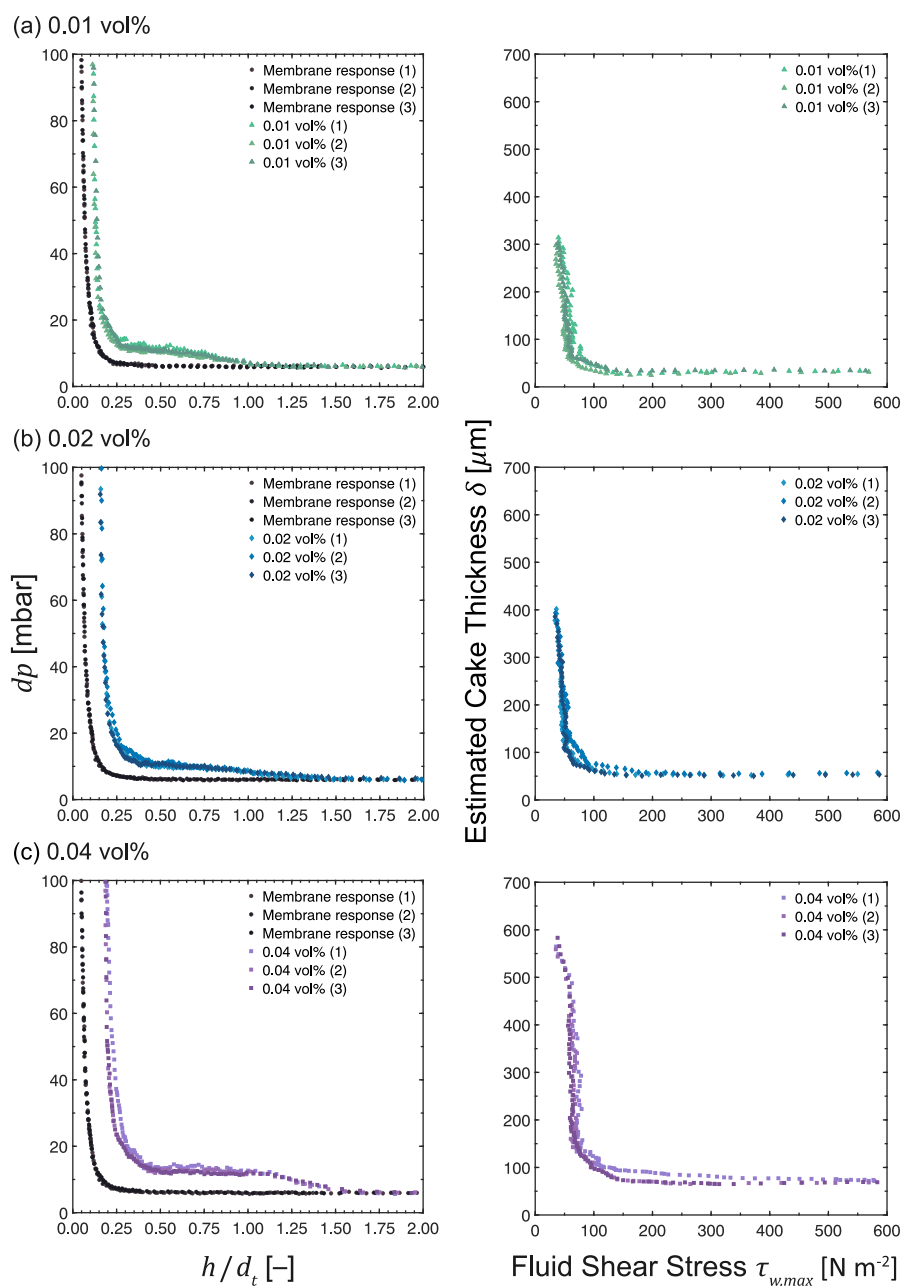 (a) 0.01 vol%
100
80
60
40
20
0
0.00 0.25 0.50 0.75 1.00 1.25 1.50 1.75 2.00
Membrane response (1)
Membrane response (2)
Membrane response (3)
0.01 vol% (1)
0.01 vol% (2)
0.01 vol% (3)
700
600
500
400
300
200
100
0
0 100 200 300 400 500 600
0.01 vol%(1)
0.01 vol% (2)
0.01 vol% (3)
(b) 0.02 vol%
100
80
60
40
20
0
0.00 0.25 0.50 0.75 1.00 1.25 1.50 1.75 2.00
Membrane response (1)
Membrane response (2)
Membrane response (3)
0.02 vol% (1)
0.02 vol% (2)
0.02 vol% (3)
dp [mbar]
700
600
500
400
300
200
100
0
0 100 200 300 400 500 600
0.02 vol% (1)
0.02 vol% (2)
0.02 vol% (3)
Estimated Cake Thickness δ [μm]
(c) 0.04 vol%
100
80
60
40
20
0
0.00 0.25 0.50 0.75 1.00 1.25 1.50 1.75 2.00
Membrane response (1)
Membrane response (2)
Membrane response (3)
0.04 vol% (1)
0.04 vol% (2)
0.04 vol% (3)
h/d_t [–]
700
600
500
400
300
200
100
0
0 100 200 300 400 500 600
0.04 vol% (1)
0.04 vol% (2)
0.04 vol% (3)
Fluid Shear Stress τ_w,max [N m⁻²]